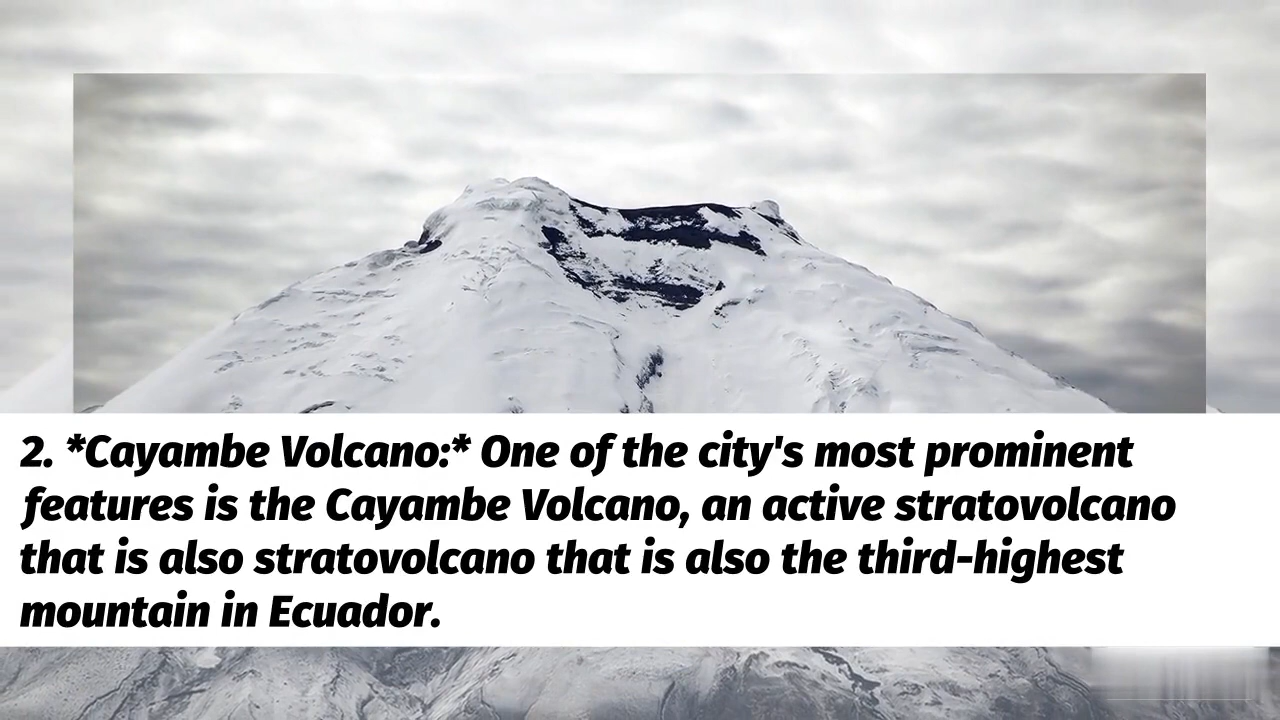 2. *Cayambe Volcano:* One of the city's most prominent
features is the Cayambe Volcano, an active stratovolcano
that is also stratovolcano that is also the third-highest
mountain in Ecuador.